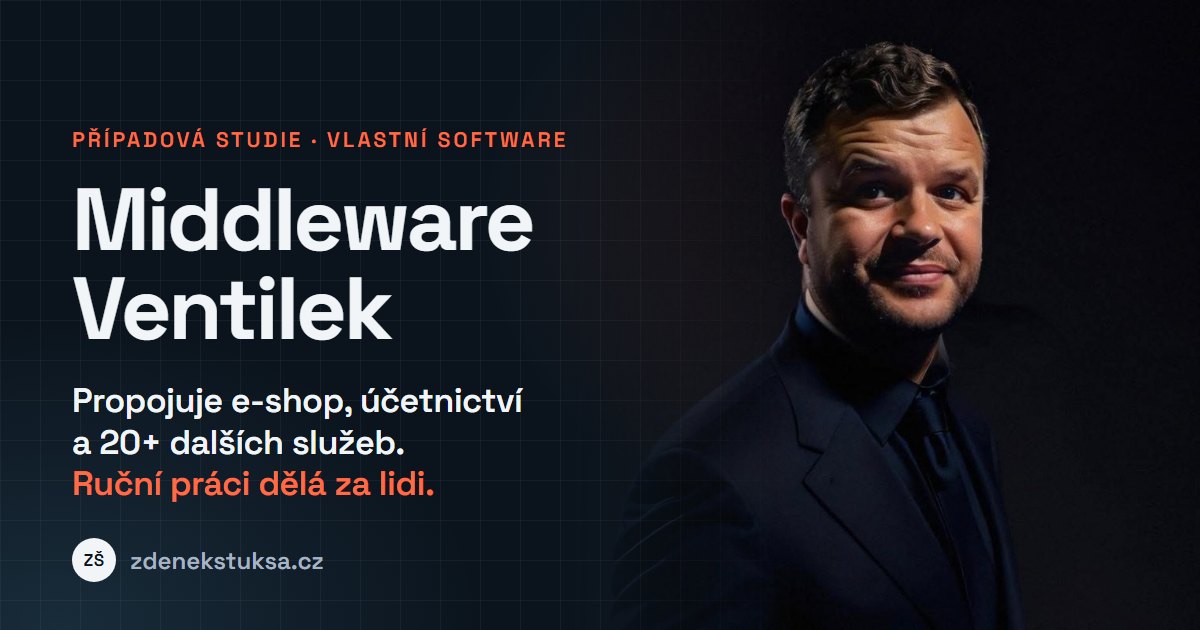 PŘÍPADOVÁ STUDIE · VLASTNÍ SOFTWARE
Middleware
Ventilek
Propojuje e-shop, účetnictví
a 20+ dalších služeb.
Ruční práci dělá za lidi.
ZŠ zdenekstuksa.cz